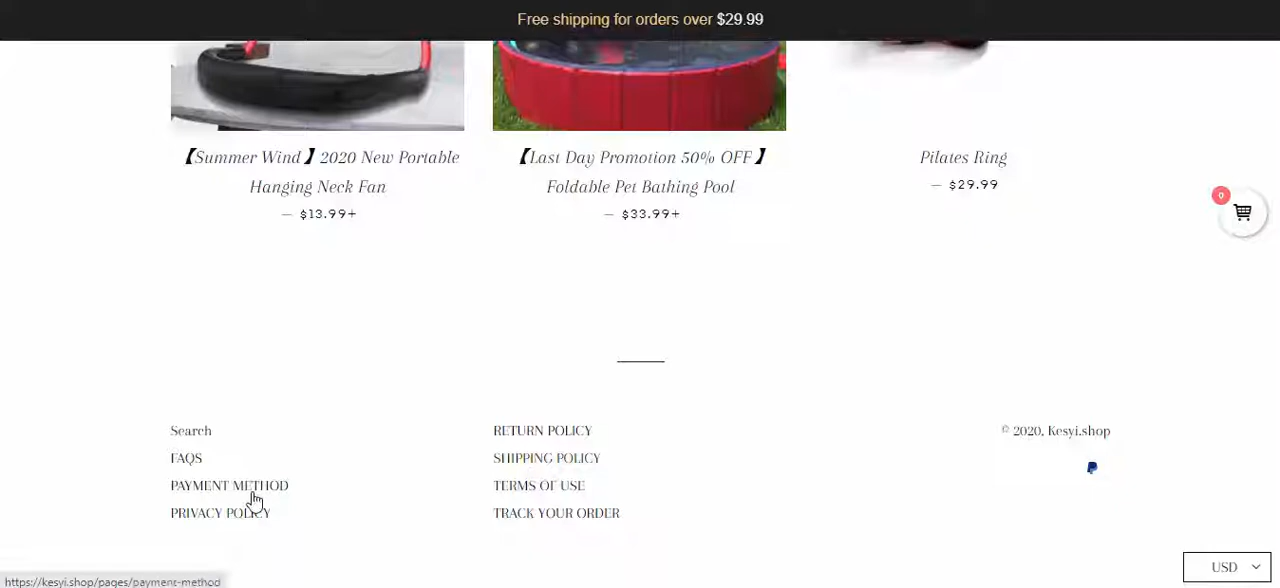 Free shipping for orders over $29.99
【Summer Wind】2020 New Portable
Hanging Neck Fan
— $13.99+
【Last Day Promotion 50% OFF】
Foldable Pet Bathing Pool
— $33.99+
Pilates Ring
— $29.99
0
Search
FAQS
PAYMENT METHOD
PRIVACY POLICY
RETURN POLICY
SHIPPING POLICY
TERMS OF USE
TRACK YOUR ORDER
© 2020, Kesyi.shop
USD
https://kesyi.shop/pages/payment-method